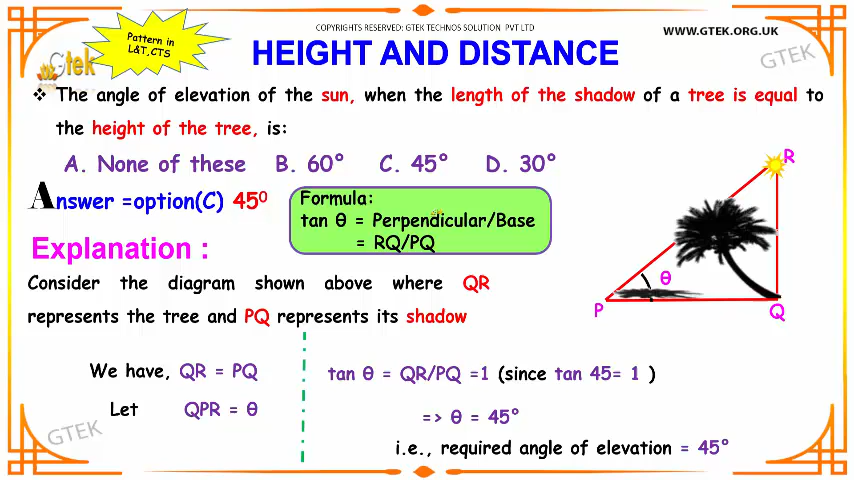 COPYRIGHTS RESERVED: GTEK TECHNOS SOLUTION PVT LTD
WWW.GTEK.ORG.UK
Pattern in
L&T,CTS
Gtek
HEIGHT AND DISTANCE
GTEK
❖ The angle of elevation of the sun, when the length of the shadow of a tree is equal to
the height of the tree, is:
A. None of these B. 60° C. 45° D. 30°
Answer =option(C) 45⁰
Formula:
tan θ = Perpendicular/Base
= RQ/PQ
R
θ
P
Q
Explanation :
Consider the diagram shown above where QR
represents the tree and PQ represents its shadow
We have, QR = PQ
Let QPR = θ
tan θ = QR/PQ =1 (since tan 45= 1 )
=> θ = 45°
i.e., required angle of elevation = 45°
GTEK